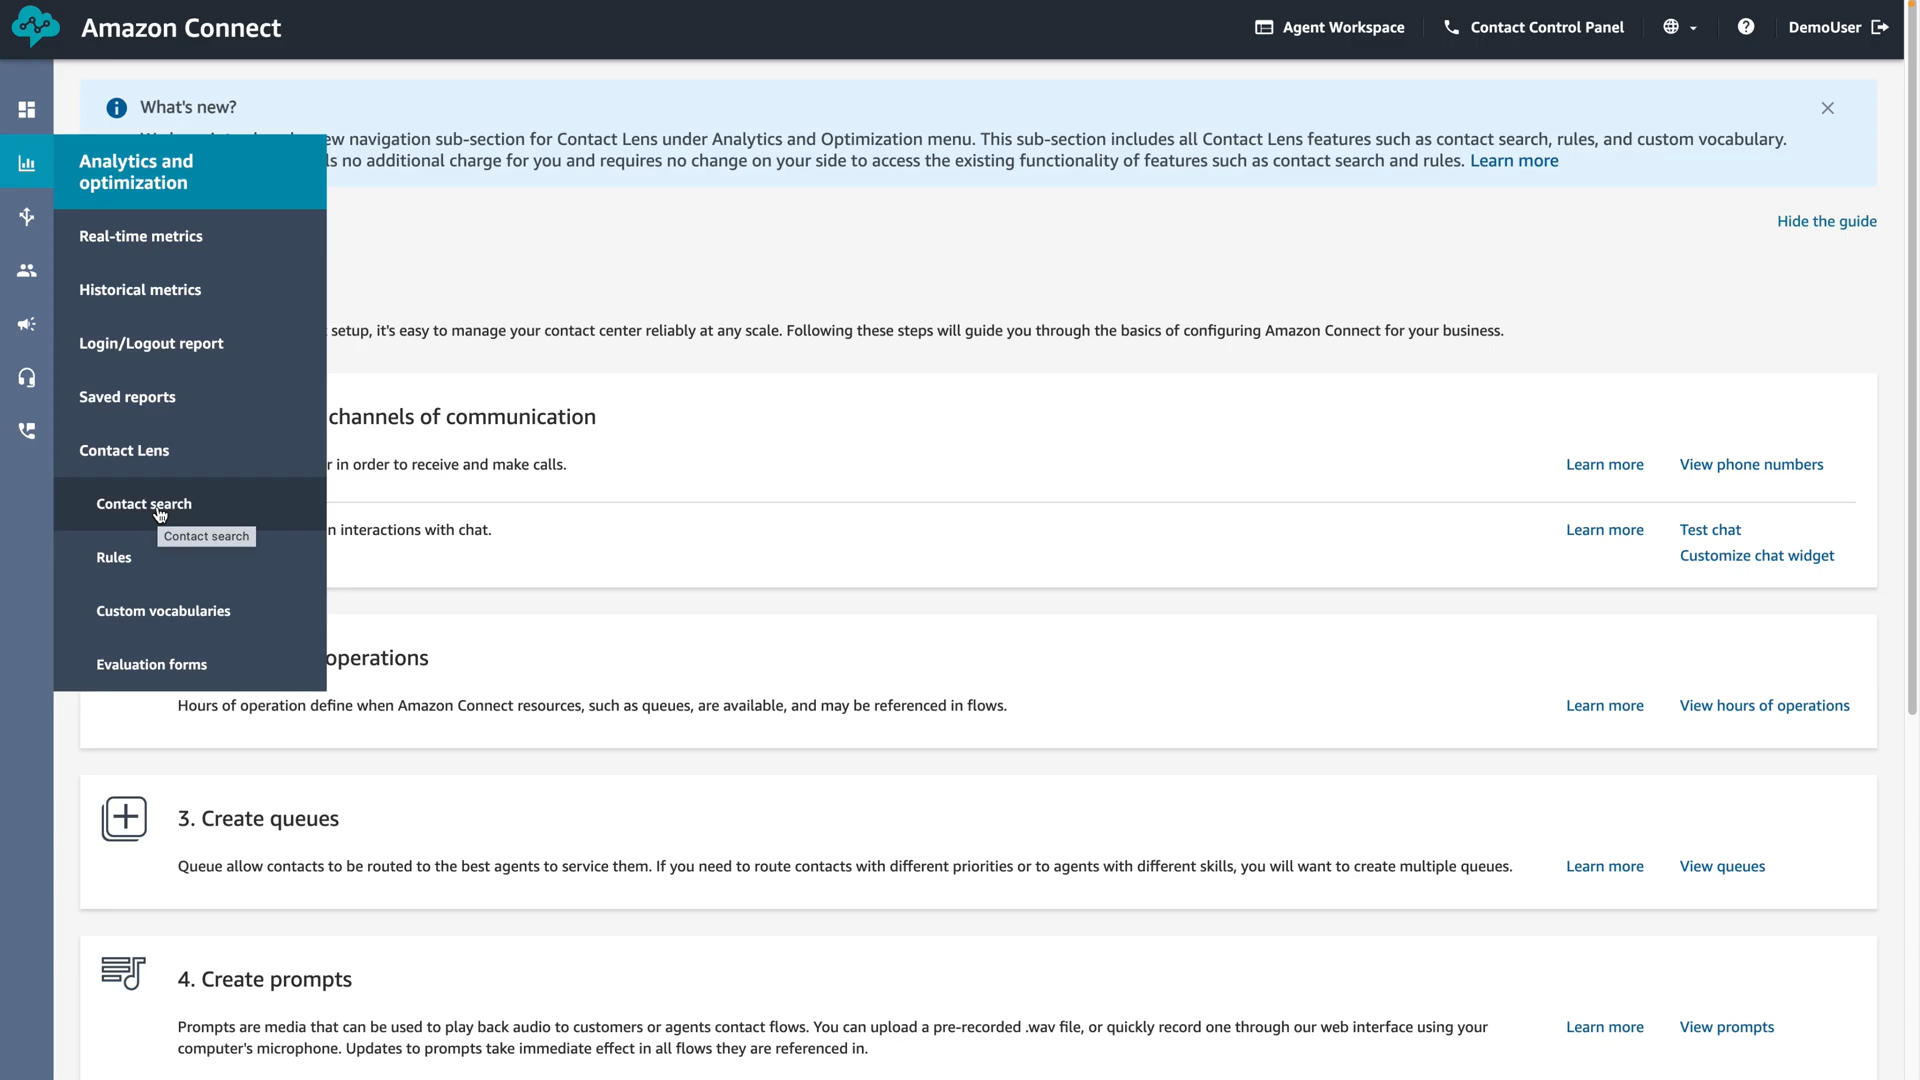 Amazon Connect
Agent Workspace
Contact Control Panel
DemoUser
What's new?
ew navigation sub-section for Contact Lens under Analytics and Optimization menu. This sub-section includes all Contact Lens features such as contact search, rules, and custom vocabulary.
is no additional charge for you and requires no change on your side to access the existing functionality of features such as contact search and rules. Learn more
Analytics and
optimization
Real-time metrics
Historical metrics
Login/Logout report
Saved reports
Contact Lens
Contact search
Contact search
Rules
Custom vocabularies
Evaluation forms
Hide the guide
setup, it's easy to manage your contact center reliably at any scale. Following these steps will guide you through the basics of configuring Amazon Connect for your business.
channels of communication
r in order to receive and make calls.
Learn more
View phone numbers
n interactions with chat.
Learn more
Test chat
Customize chat widget
operations
Hours of operation define when Amazon Connect resources, such as queues, are available, and may be referenced in flows.
Learn more
View hours of operations
3. Create queues
Queue allow contacts to be routed to the best agents to service them. If you need to route contacts with different priorities or to agents with different skills, you will want to create multiple queues.
Learn more
View queues
4. Create prompts
Prompts are media that can be used to play back audio to customers or agents contact flows. You can upload a pre-recorded .wav file, or quickly record one through our web interface using your
computer's microphone. Updates to prompts take immediate effect in all flows they are referenced in.
Learn more
View prompts